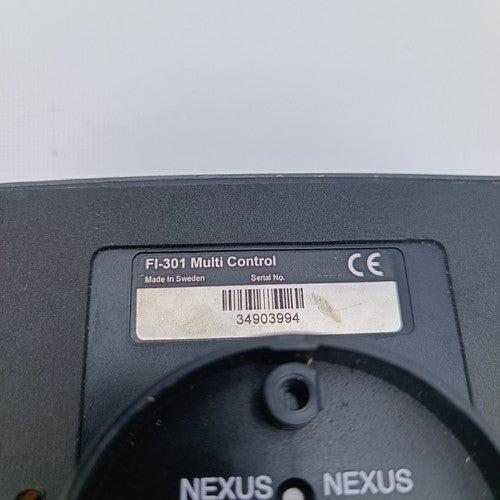 FI-301 Multi Control
Made in Sweden Serial No.
CE
34903994
NEXUS NEXUS